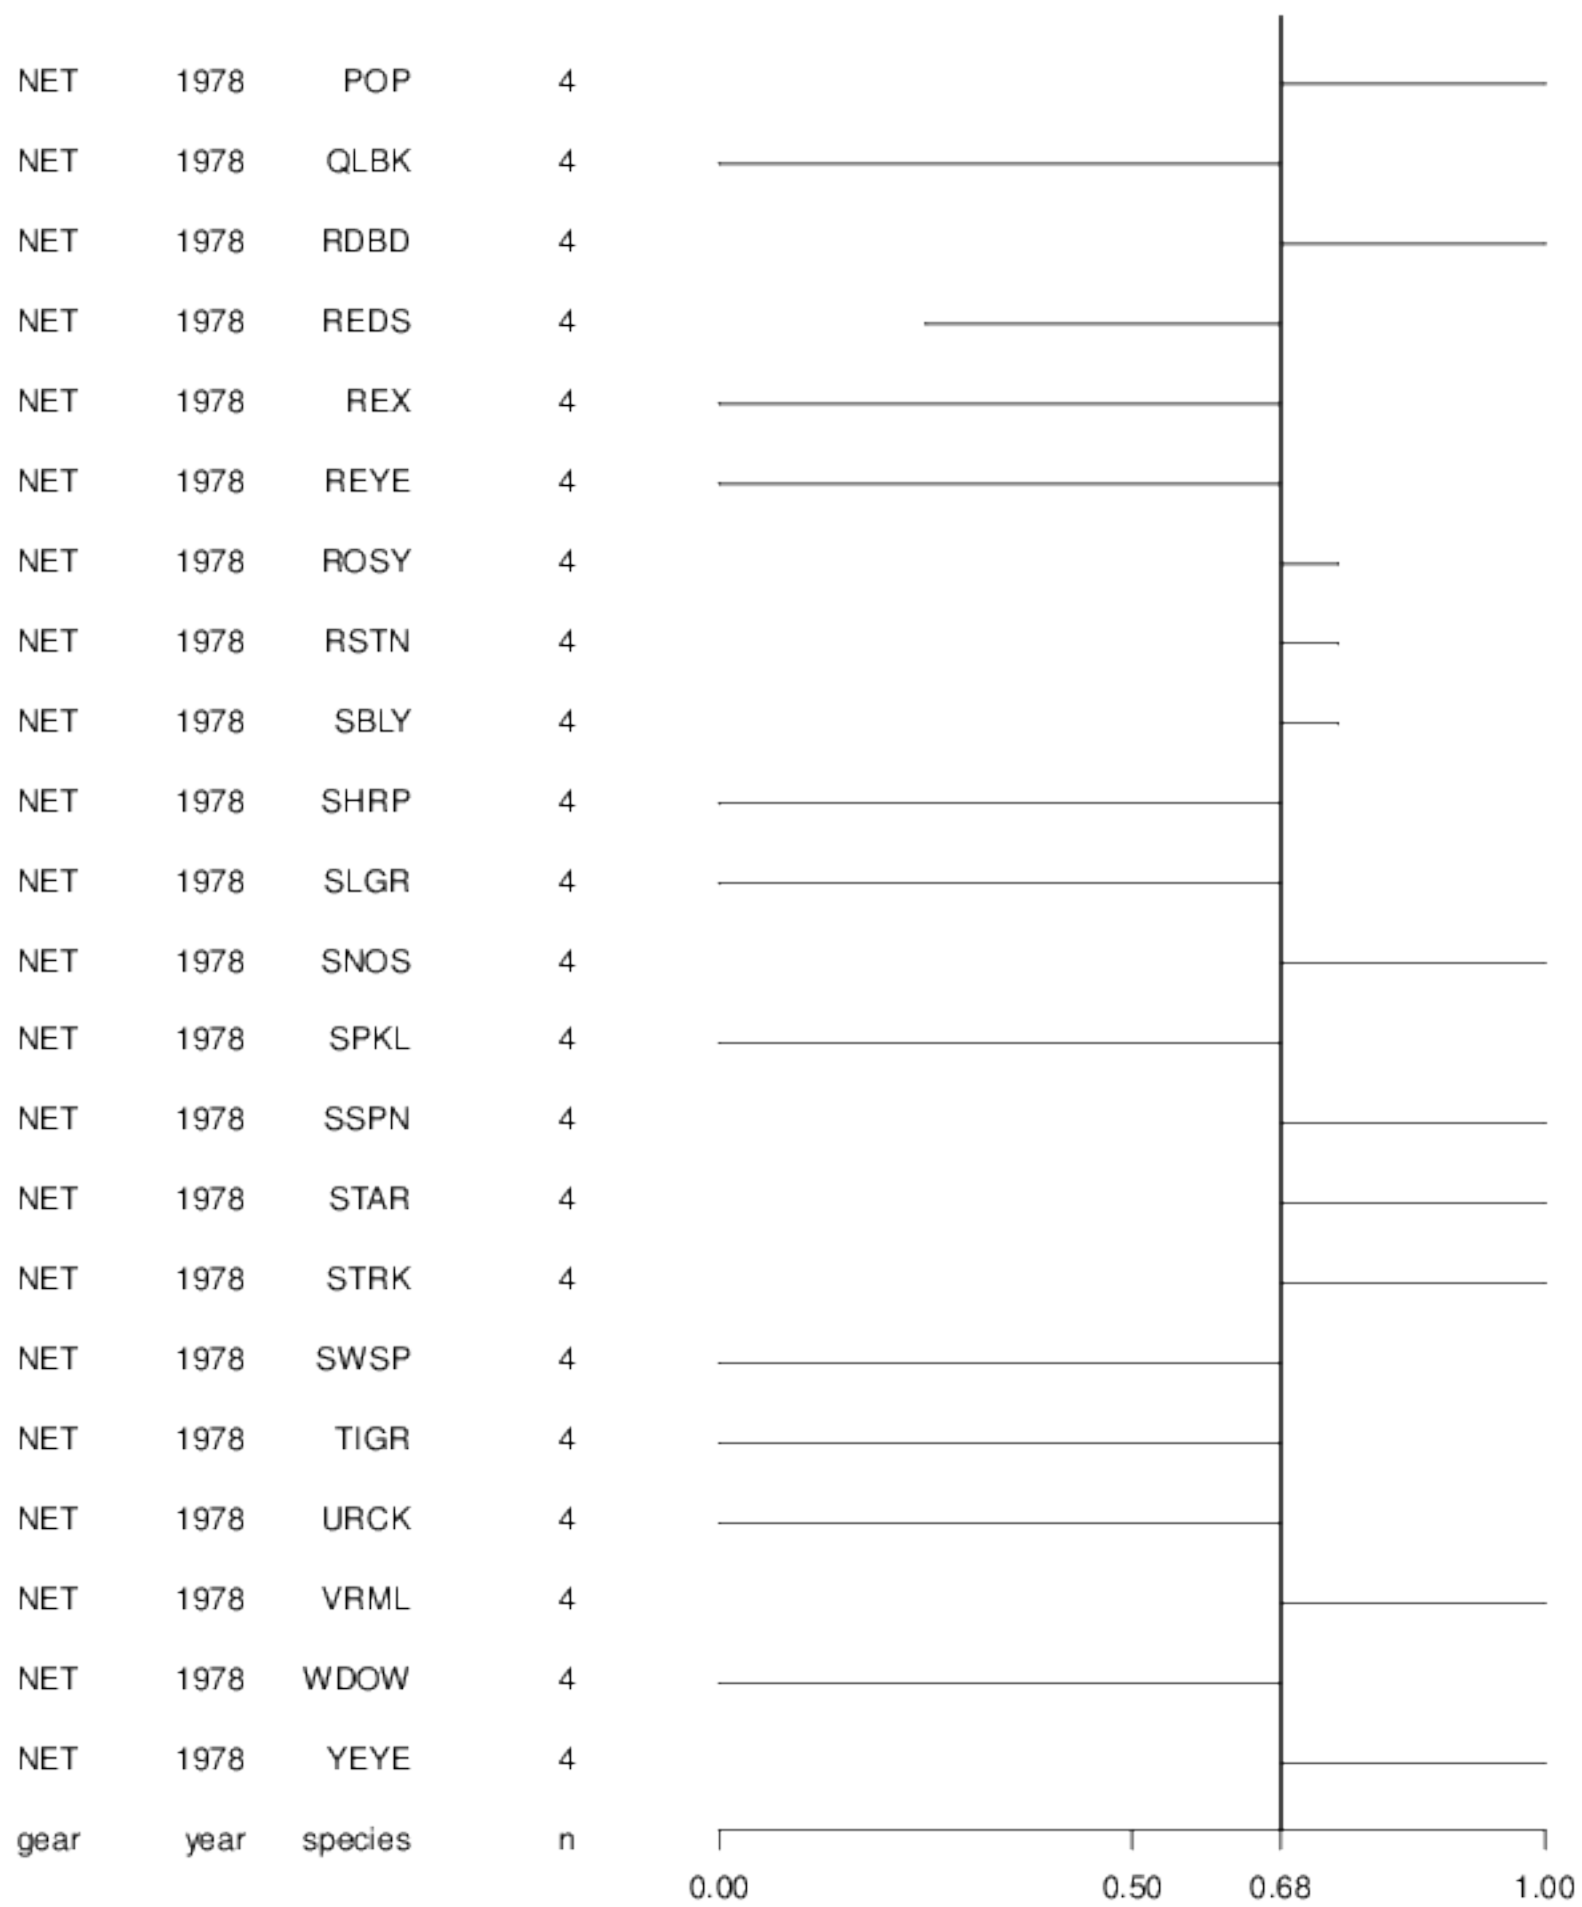 NET 1978 POP 4
NET 1978 QLBK 4
NET 1978 RDBD 4
NET 1978 REDS 4
NET 1978 REX 4
NET 1978 REYE 4
NET 1978 ROSY 4
NET 1978 RSTN 4
NET 1978 SBLY 4
NET 1978 SHRP 4
NET 1978 SLGR 4
NET 1978 SNOS 4
NET 1978 SPKL 4
NET 1978 SSPN 4
NET 1978 STAR 4
NET 1978 STRK 4
NET 1978 SWSP 4
NET 1978 TIGR 4
NET 1978 URCK 4
NET 1978 VRML 4
NET 1978 WDOW 4
NET 1978 YEYE 4
gear year species n
0.00 0.50 0.68 1.00